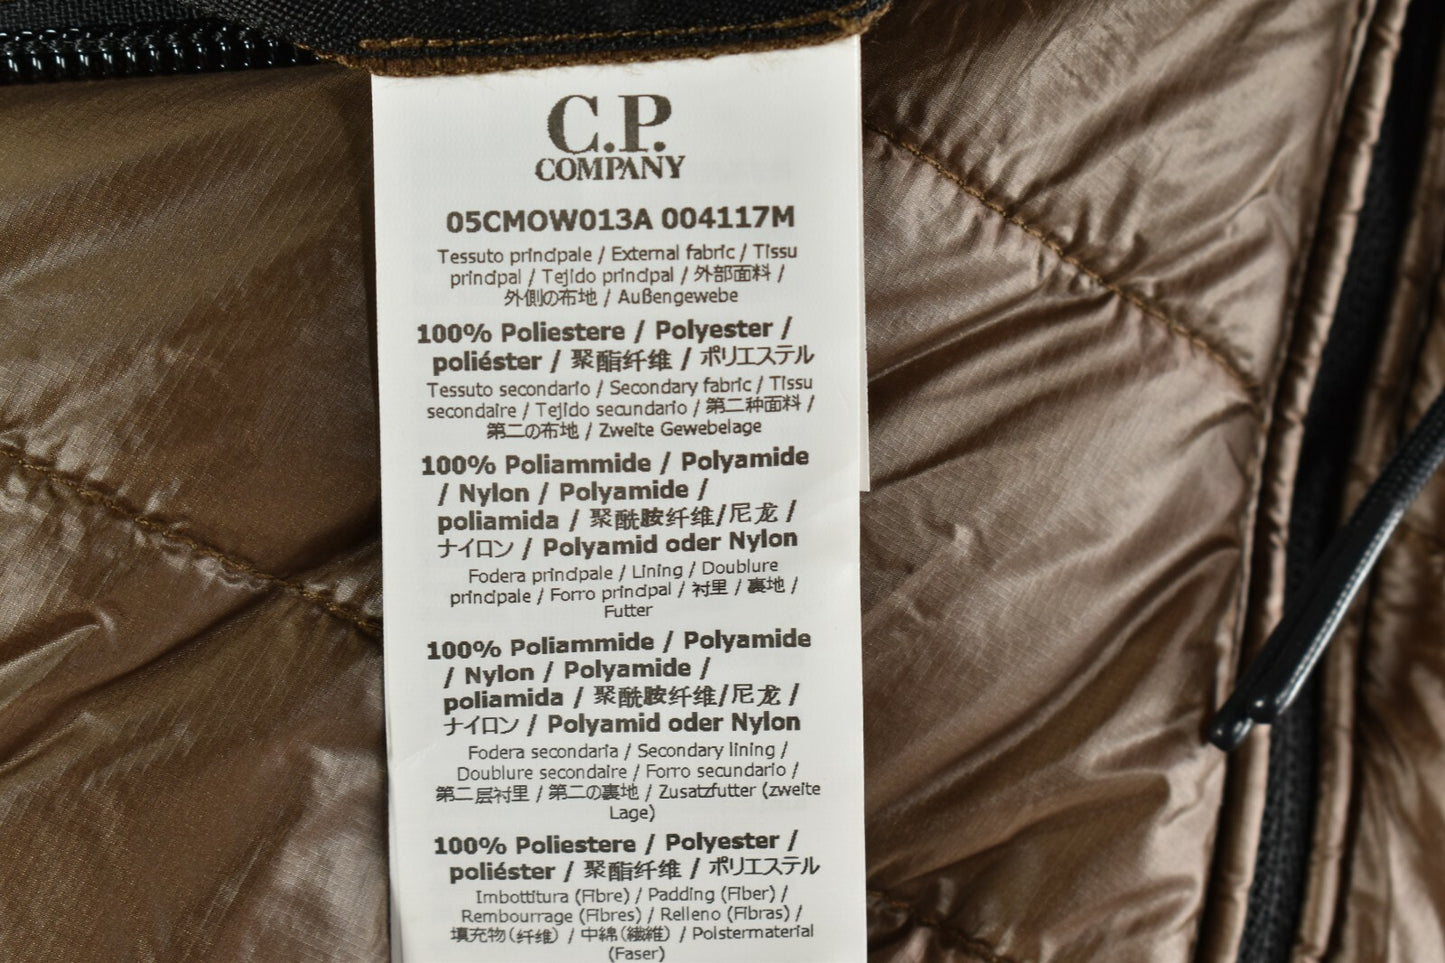 C.P.
COMPANY
05CMOW013A 004117M
Tessuto principale / External fabric / Tissu
principal / Tejido principal / 外部面料 /
外側の布地 / Außengewebe
100% Poliestere / Polyester /
poliéster / 聚酯纤维 / ポリエステル
Tessuto secondario / Secondary fabric / Tissu
secondaire / Tejido secundario / 第二种面料 /
第二の布地 / Zweite Gewebelage
100% Poliammide / Polyamide
/ Nylon / Polyamide /
poliamida / 聚酰胺纤维/尼龙 /
ナイロン / Polyamid oder Nylon
Fodera principale / Lining / Doublure
principale / Forro principal / 衬里 / 裏地 /
Futter
100% Poliammide / Polyamide
/ Nylon / Polyamide /
poliamida / 聚酰胺纤维/尼龙 /
ナイロン / Polyamid oder Nylon
Fodera secondaria / Secondary lining /
Doublure secondaire / Forro secundario /
第二层衬里 / 第二の裏地 / Zusatzfutter (zweite
Lage)
100% Poliestere / Polyester /
poliéster / 聚酯纤维 / ポリエステル
Imbottitura (Fibre) / Padding (Fiber) /
Rembourrage (Fibres) / Relleno (Fibras) /
填充物(纤维) / 中綿(繊維) / Polstermaterial
(Faser)